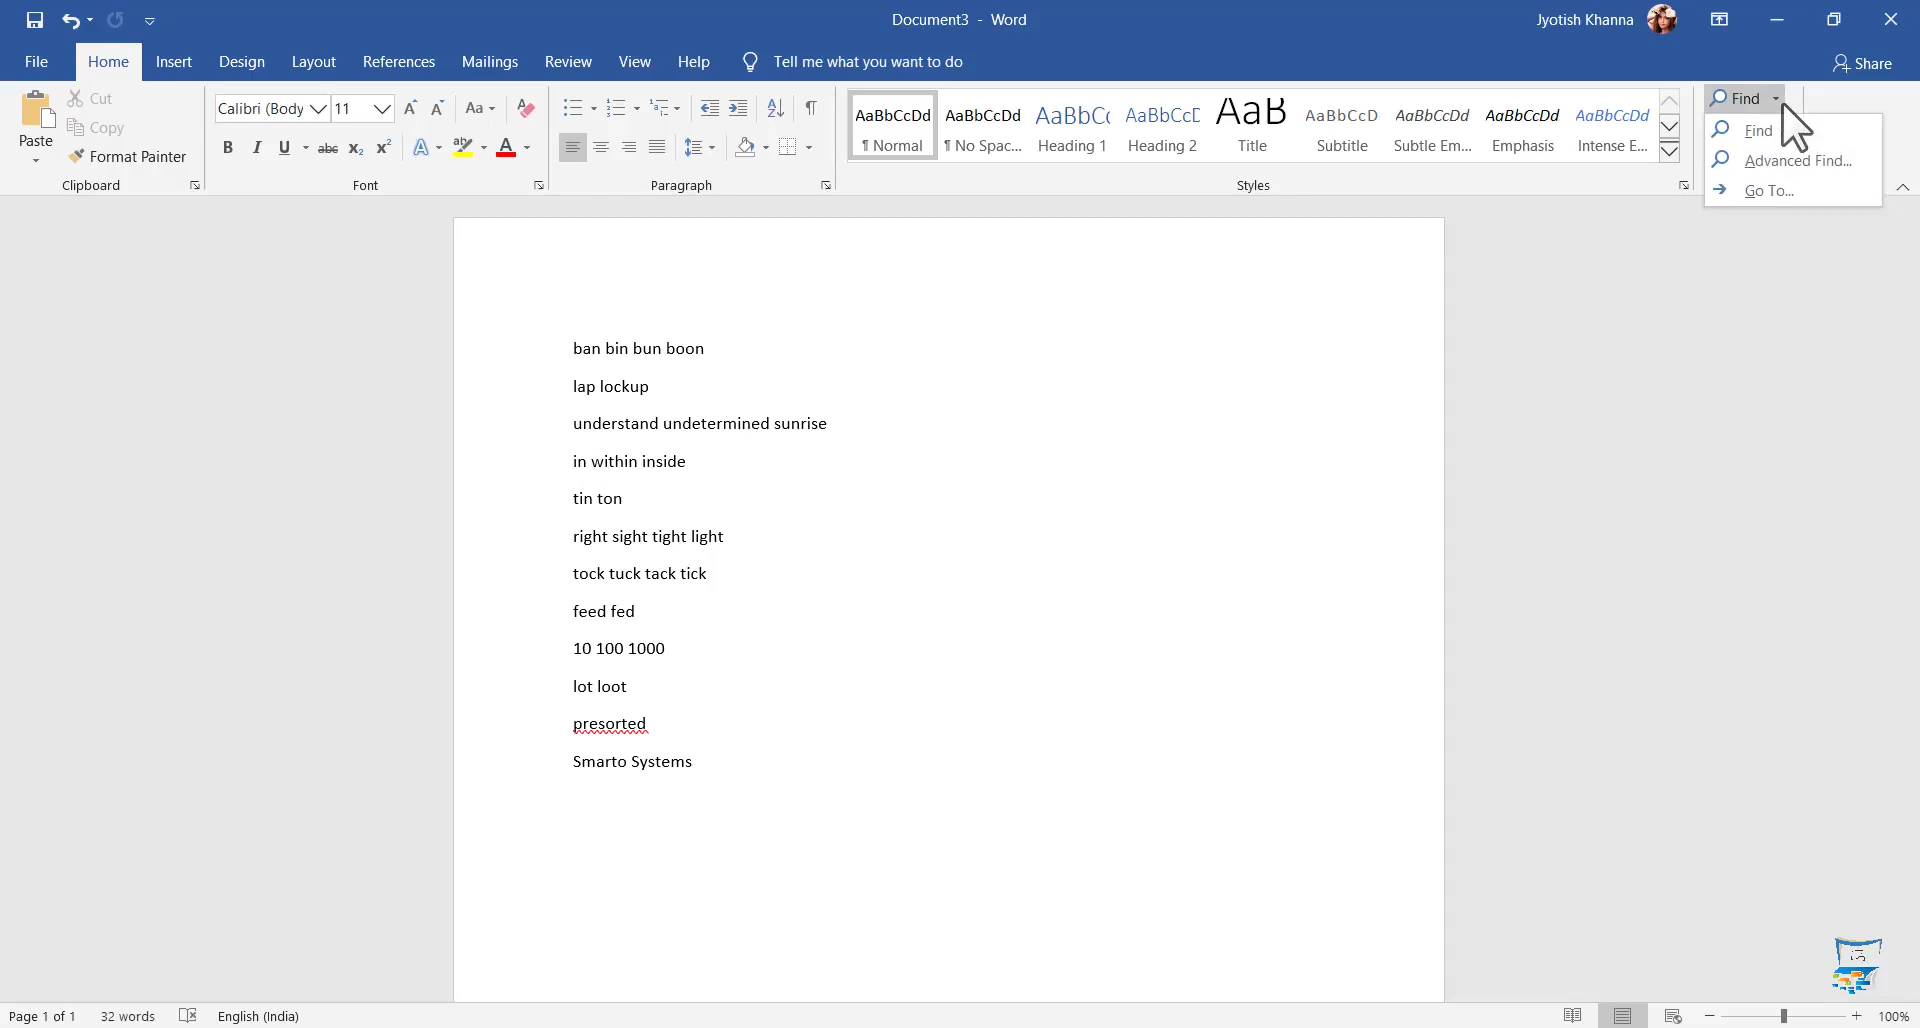 Document3 - Word
Jyotish Khanna
File Home Insert Design Layout References Mailings Review View Help Tell me what you want to do Share
Paste
Cut
Copy
Format Painter
Clipboard
Calibri (Body 11 Aa
B I U abc x₂ x² A ab A
Font
Paragraph
AaBbCcDd AaBbCcDd AaBbCc AaBbCcD AaB AaBbCcD AaBbCcDd AaBbCcDd AaBbCcDd
¶ Normal ¶ No Spac... Heading 1 Heading 2 Title Subtitle Subtle Em... Emphasis Intense E...
Styles
Find
Find
Advanced Find...
Go To...
ban bin bun boon
lap lockup
understand undetermined sunrise
in within inside
tin ton
right sight tight light
tock tuck tack tick
feed fed
10 100 1000
lot loot
presorted
Smarto Systems
Page 1 of 1 32 words English (India) 100%